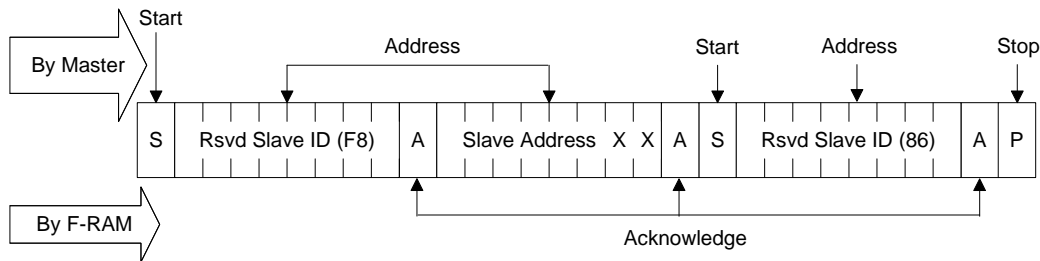 Start
Address
Start
Address
Stop
By Master
S Rsvd Slave ID (F8) A Slave Address X X A S Rsvd Slave ID (86) A P
By F-RAM
Acknowledge